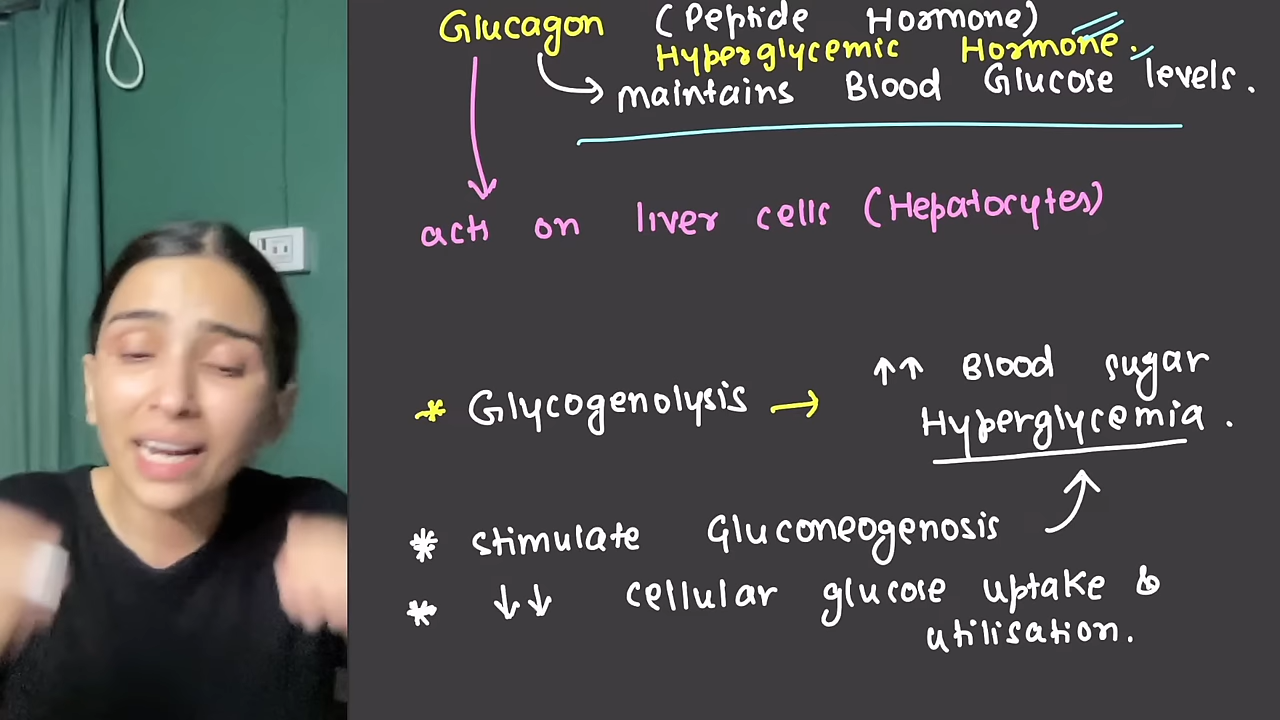 Glucagon (Peptide Hormone)
Hyperglycemic Hormone.
maintains Blood Glucose levels.
acts on liver cells (Hepatocytes)
* Glycogenolysis → ↑↑ Blood sugar
Hyperglycemia.
* stimulate Gluconeogenosis
* ↓↓ cellular glucose uptake &
utilisation.